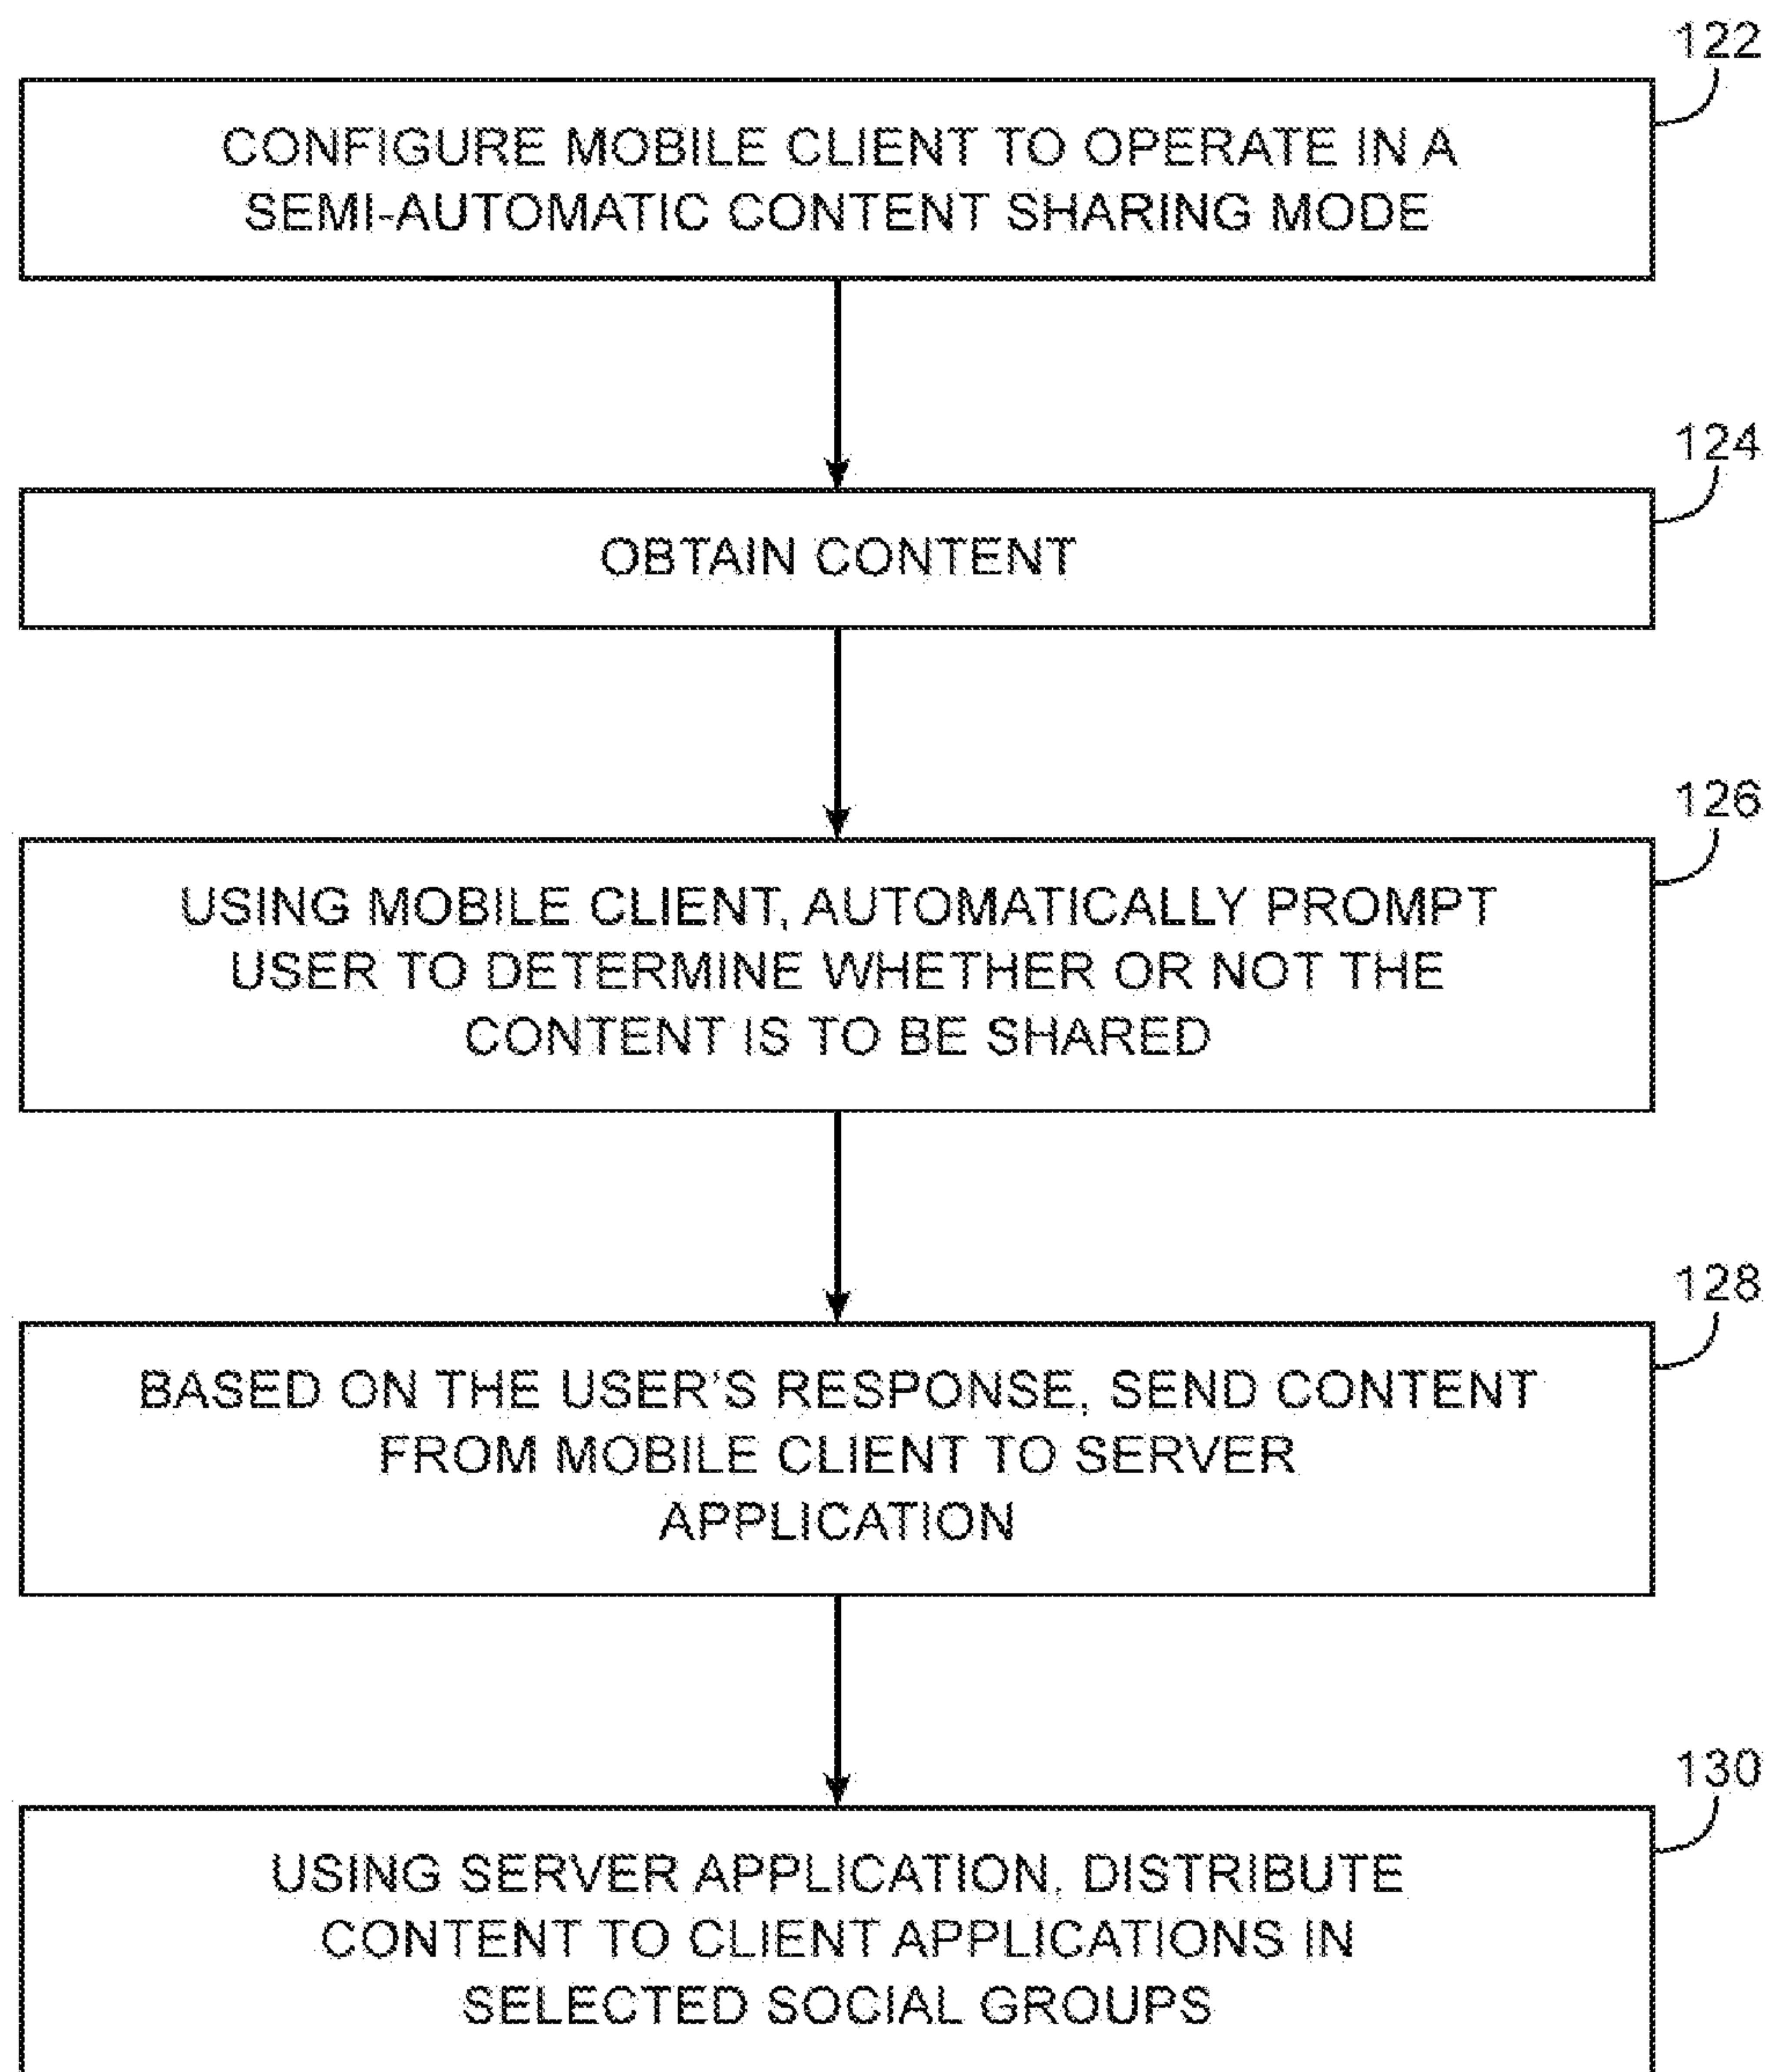 122
CONFIGURE MOBILE CLIENT TO OPERATE IN A
SEMI-AUTOMATIC CONTENT SHARING MODE
124
OBTAIN CONTENT
126
USING MOBILE CLIENT, AUTOMATICALLY PROMPT
USER TO DETERMINE WHETHER OR NOT THE
CONTENT IS TO BE SHARED
128
BASED ON THE USER'S RESPONSE, SEND CONTENT
FROM MOBILE CLIENT TO SERVER
APPLICATION
130
USING SERVER APPLICATION, DISTRIBUTE
CONTENT TO CLIENT APPLICATIONS IN
SELECTED SOCIAL GROUPS